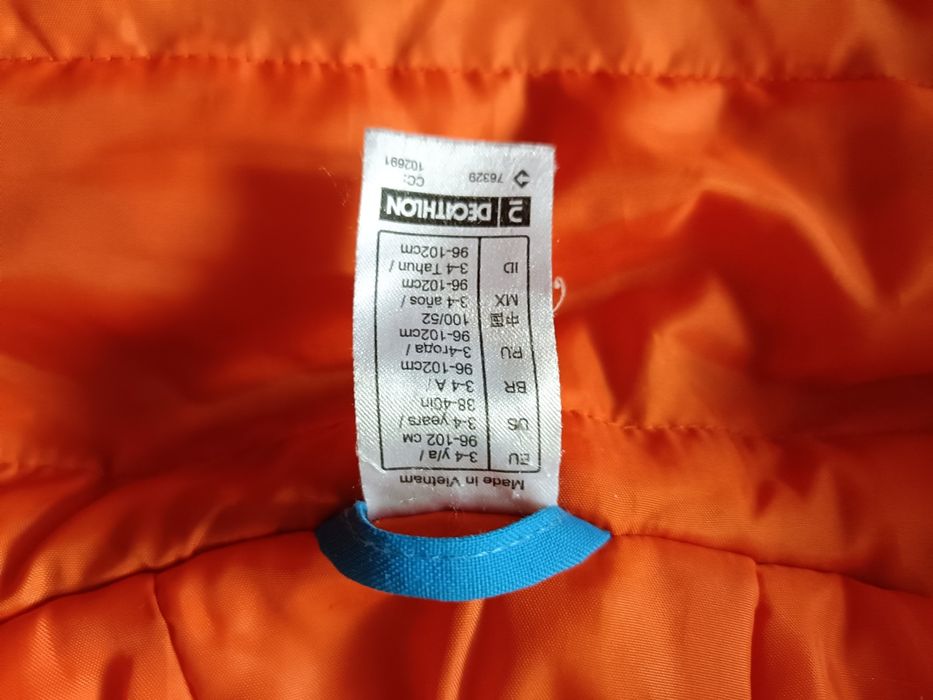 Made in Vietnam
EU 3-4 y/a /
96-102 см
US 3-4 years /
38-40in
BR 3-4 A /
96-102cm
RU 3-4года /
96-102cm
中国 100/52
MX 3-4 años /
96-102cm
ID 3-4 Tahun /
96-102cm
DECATHLON
76329 CC:
102691